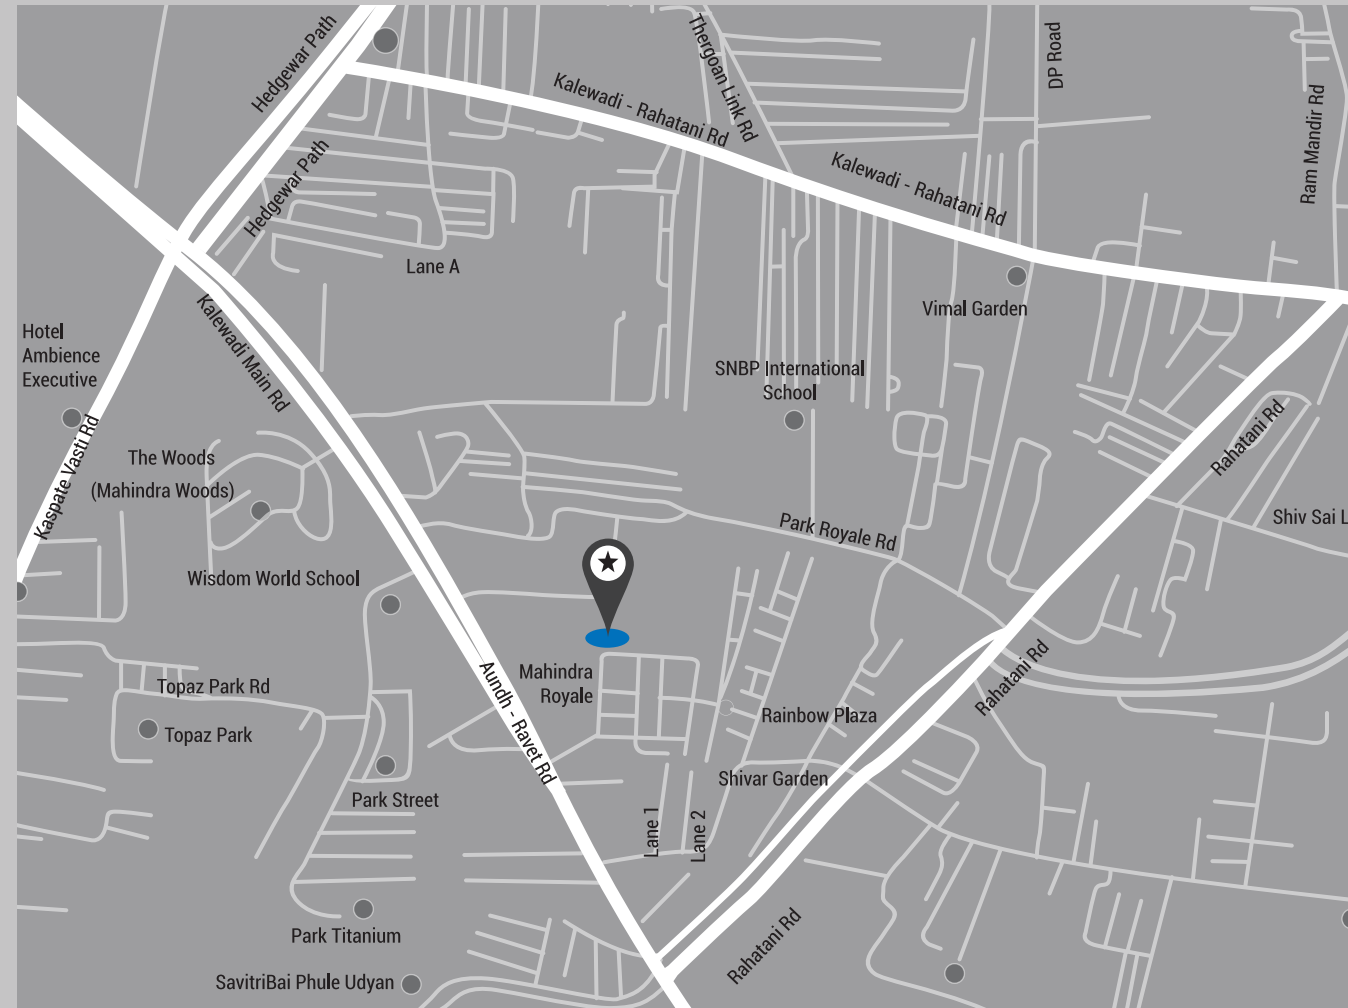 Hedgewar Path
Thergoan Link Rd
DP Road
Kalewadi - Rahatani Rd
Ram Mandir Rd
Hedgewar Path
Kalewadi - Rahatani Rd
Lane A
Vimal Garden
Hotel
Ambience
Executive
Kalewadi Main Rd
SNBP International
School
Kaspate Vasti Rd
The Woods
(Mahindra Woods)
Rahatani Rd
Shiv Sai L
Park Royale Rd
Wisdom World School
Mahindra
Royale
Aundh - Ravet Rd
Rahatani Rd
Topaz Park Rd
Topaz Park
Rainbow Plaza
Shivar Garden
Park Street
Lane 1
Lane 2
Park Titanium
Rahatani Rd
SavitriBai Phule Udyan